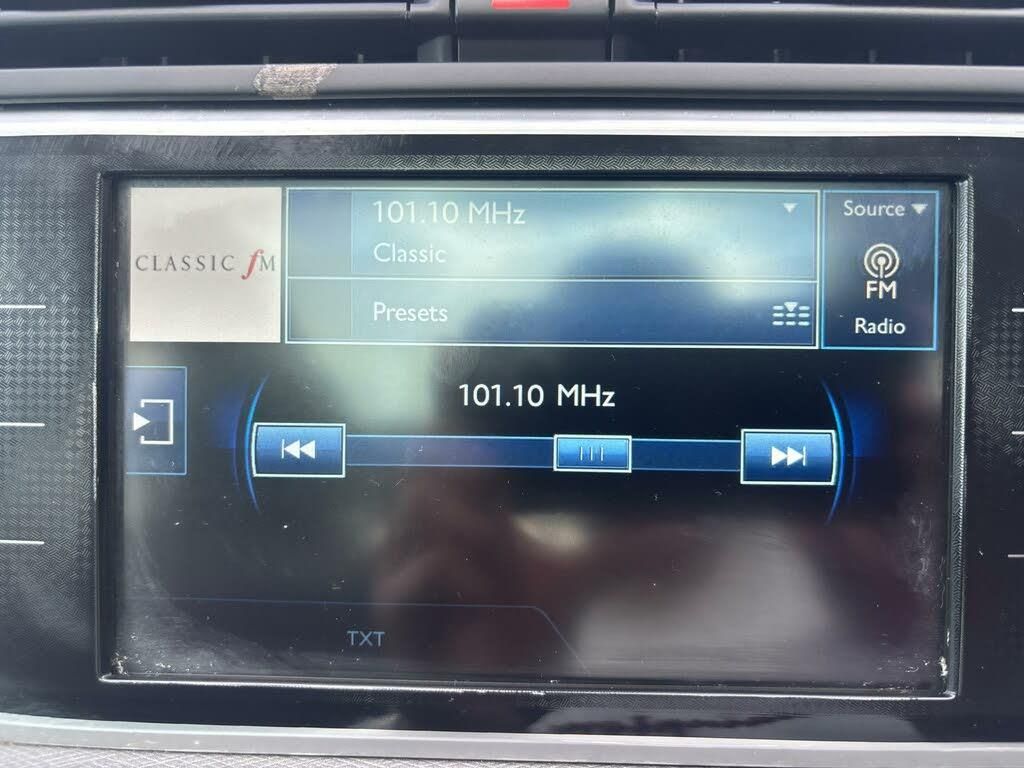 CLASSIC fM
101.10 MHz
Classic
Presets
Source
FM
Radio
101.10 MHz
TXT